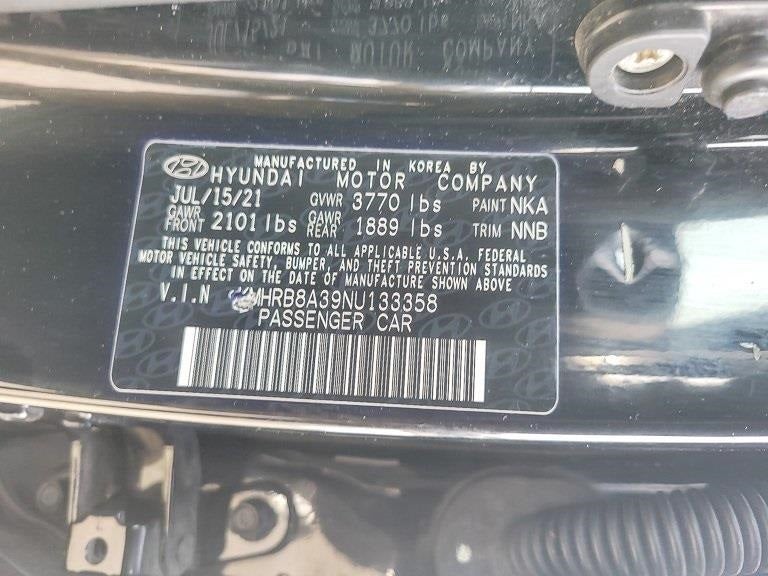 MANUFACTURED IN KOREA BY
HYUNDAI MOTOR COMPANY
JUL/15/21 GVWR 3770 lbs PAINT NKA
GAWR FRONT 2101 lbs GAWR REAR 1889 lbs TRIM NNB
THIS VEHICLE CONFORMS TO ALL APPLICABLE U.S.A. FEDERAL
MOTOR VEHICLE SAFETY, BUMPER, AND THEFT PREVENTION STANDARDS
IN EFFECT ON THE DATE OF MANUFACTURE SHOWN ABOVE
V.I.N MHRB8A39NU133358
PASSENGER CAR